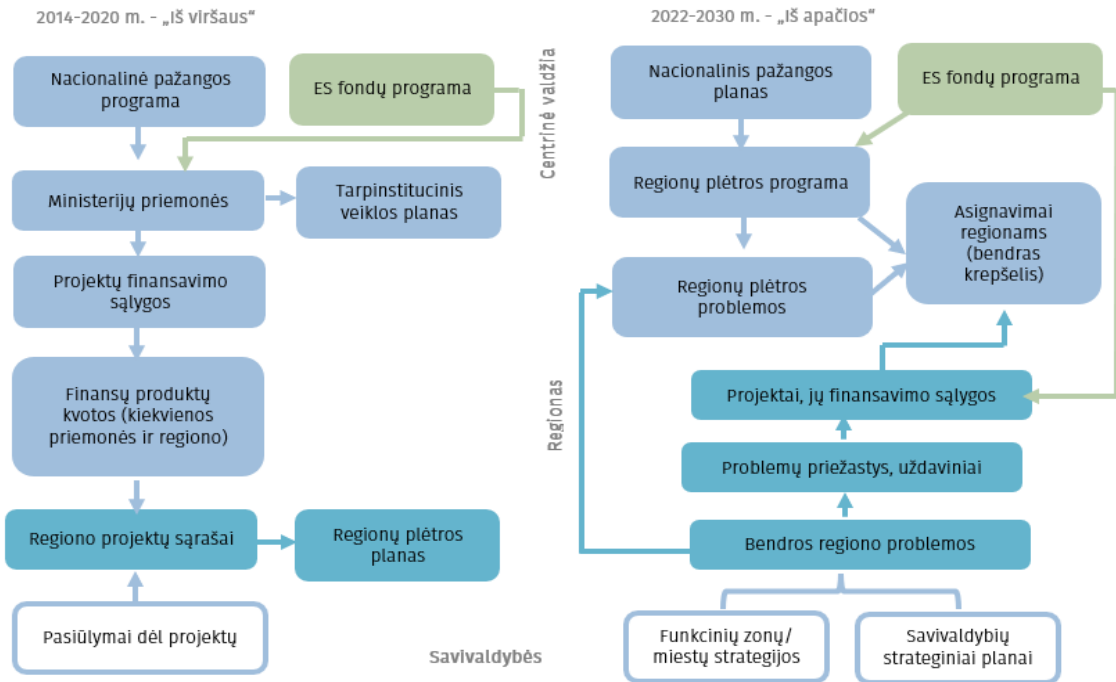 2014-2020 m. - „Iš viršaus“
Nacionalinė pažangos
programa
ES fondų programa
Ministerijų priemonės
Tarpinstitucinis
veiklos planas
Projektų finansavimo
sąlygos
Finansų produktų
kvotos (kiekvienos
priemonės ir regiono)
Regiono projektų sąrašai
Regionų plėtros
planas
Pasiūlymai dėl projektų
Centrinė valdžia
Regionas
Savivaldybės
2022-2030 m. - „Iš apačios“
Nacionalinis pažangos
planas
ES fondų programa
Regionų plėtros programa
Asignavimai
regionams
(bendras
krepšelis)
Regionų plėtros
problemos
Projektai, jų finansavimo sąlygos
Problemų priežastys, uždaviniai
Bendros regiono problemos
Funkcinių zonų/
miestų strategijos
Savivaldybių
strateginiai planai